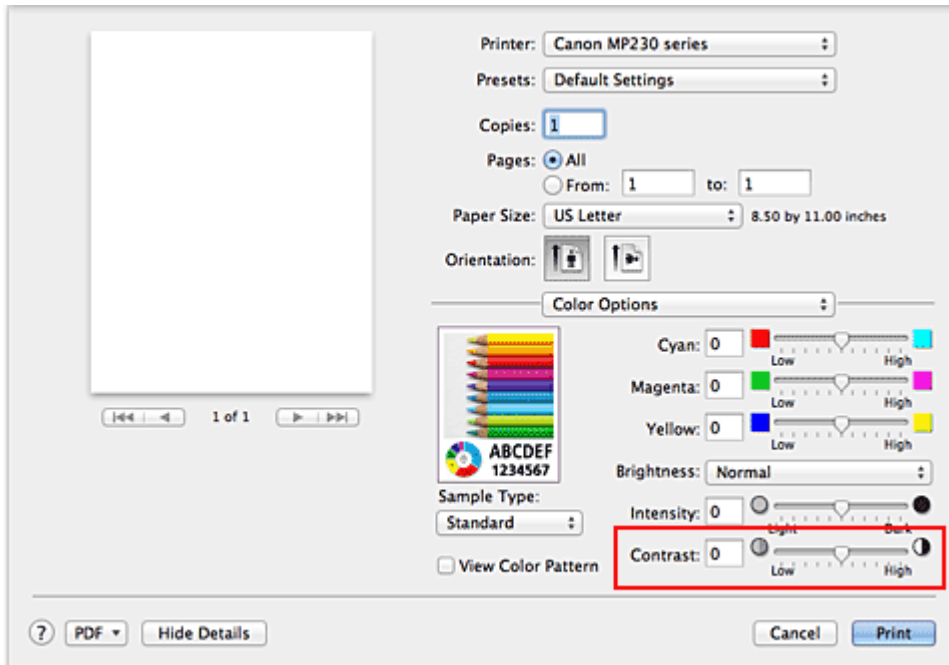 Printer: Canon MP230 series
Presets: Default Settings
Copies: 1
Pages: All
From: 1 to: 1
Paper Size: US Letter 8.50 by 11.00 inches
Orientation:
Color Options
Cyan: 0
Low High
Magenta: 0
Low High
Yellow: 0
Low High
1 of 1
ABCDEF
1234567
Brightness: Normal
Sample Type:
Standard
Intensity: 0
Light Dark
View Color Pattern
Contrast: 0
Low High
? PDF Hide Details Cancel Print